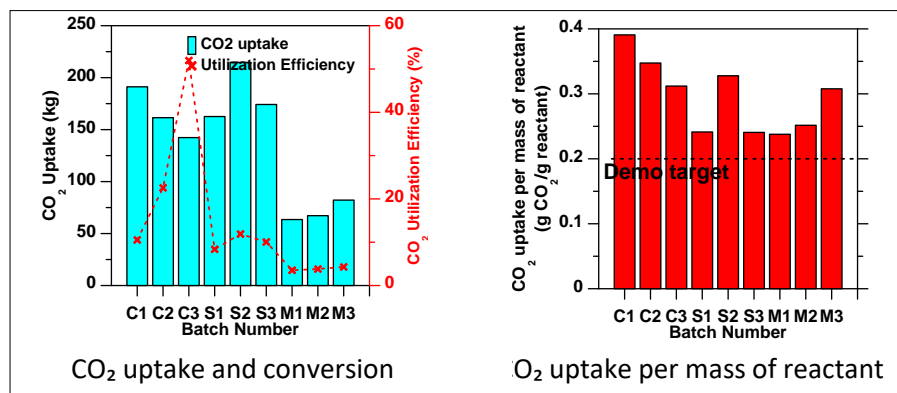 CO2 uptake
Utilization Efficiency
250
200
150
100
50
0
CO₂ Uptake (kg)
60
40
20
0
CO₂ Utilization Efficiency (%)
C1 C2 C3 S1 S2 S3 M1 M2 M3
Batch Number
CO₂ uptake and conversion
0.4
0.3
0.2
0.1
0
CO₂ uptake per mass of reactant
(g CO₂/g reactant)
Demo target
C1 C2 C3 S1 S2 S3 M1 M2 M3
Batch Number
CO₂ uptake per mass of reactant